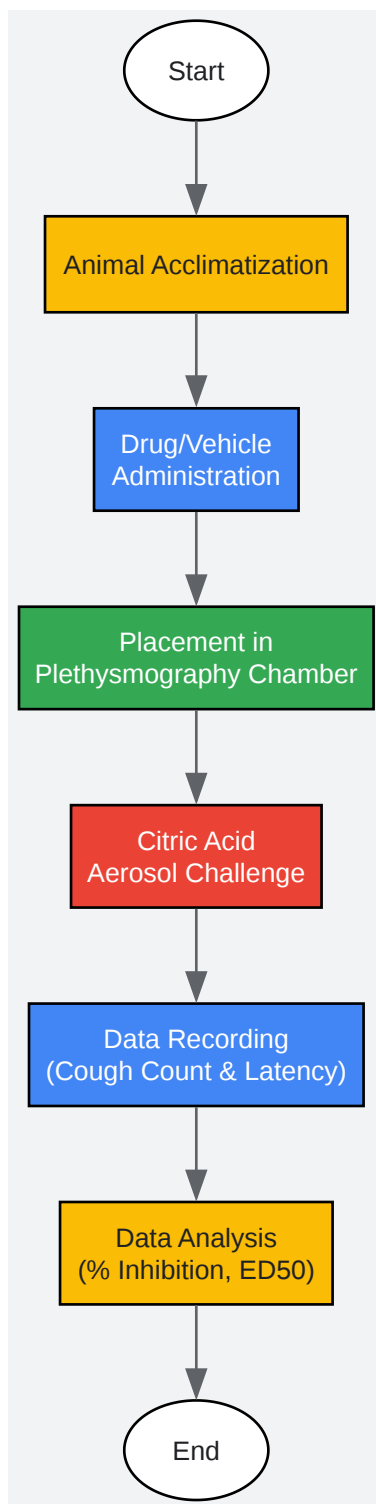 Start
Animal Acclimatization
Drug/Vehicle
Administration
Placement in
Plethysmography Chamber
Citric Acid
Aerosol Challenge
Data Recording
(Cough Count & Latency)
Data Analysis
(% Inhibition, ED50)
End